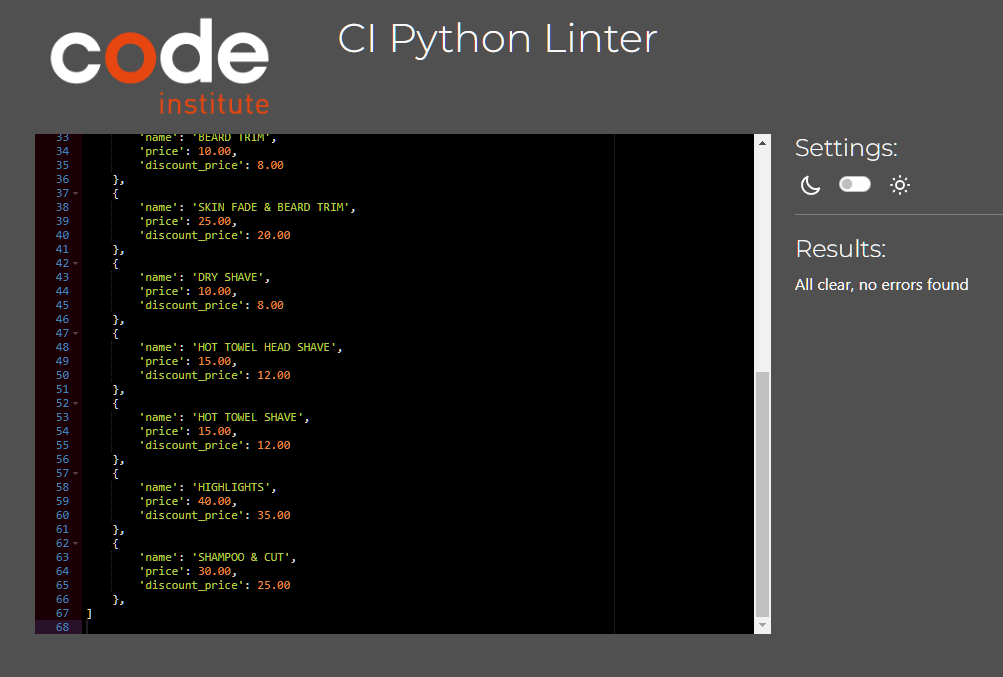 code
institute
CI Python Linter
33 'name': 'BEARD TRIM',
34 'price': 10.00,
35 'discount_price': 8.00
36 },
37 {
38 'name': 'SKIN FADE & BEARD TRIM',
39 'price': 25.00,
40 'discount_price': 20.00
41 },
42 {
43 'name': 'DRY SHAVE',
44 'price': 10.00,
45 'discount_price': 8.00
46 },
47 {
48 'name': 'HOT TOWEL HEAD SHAVE',
49 'price': 15.00,
50 'discount_price': 12.00
51 },
52 {
53 'name': 'HOT TOWEL SHAVE',
54 'price': 15.00,
55 'discount_price': 12.00
56 },
57 {
58 'name': 'HIGHLIGHTS',
59 'price': 40.00,
60 'discount_price': 35.00
61 },
62 {
63 'name': 'SHAMPOO & CUT',
64 'price': 30.00,
65 'discount_price': 25.00
66 },
67 ]
68
Settings:
Results:
All clear, no errors found